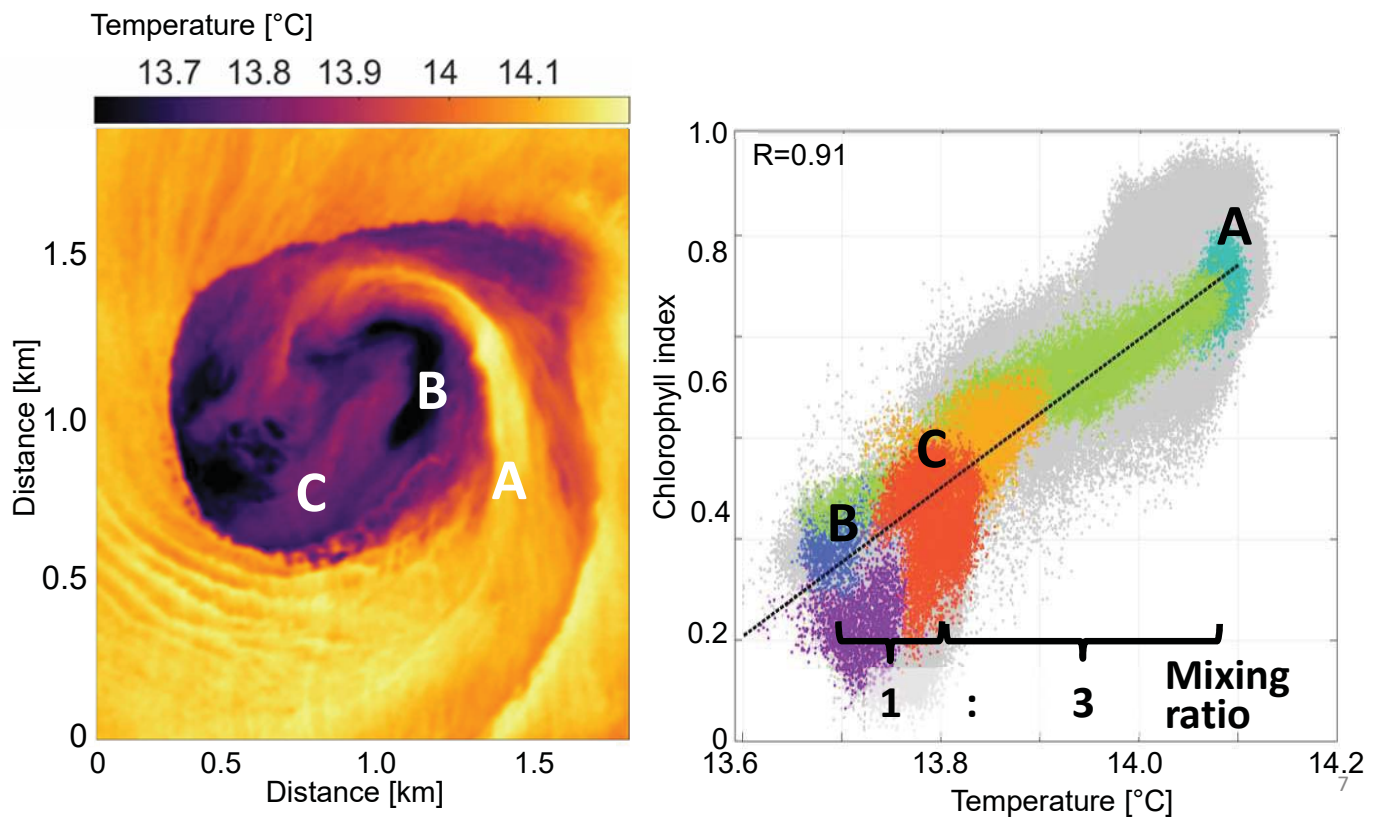 Temperature [°C]
13.7 13.8 13.9 14 14.1
Distance [km]
1.5
1.0
0.5
0
0 0.5 1.0 1.5
Distance [km]
A
B
C
R=0.91
Chlorophyll index
1.0
0.8
0.6
0.4
0.2
0
A
C
B
1 : 3
Mixing
ratio
13.6 13.8 14.0 14.2
Temperature [°C]
7